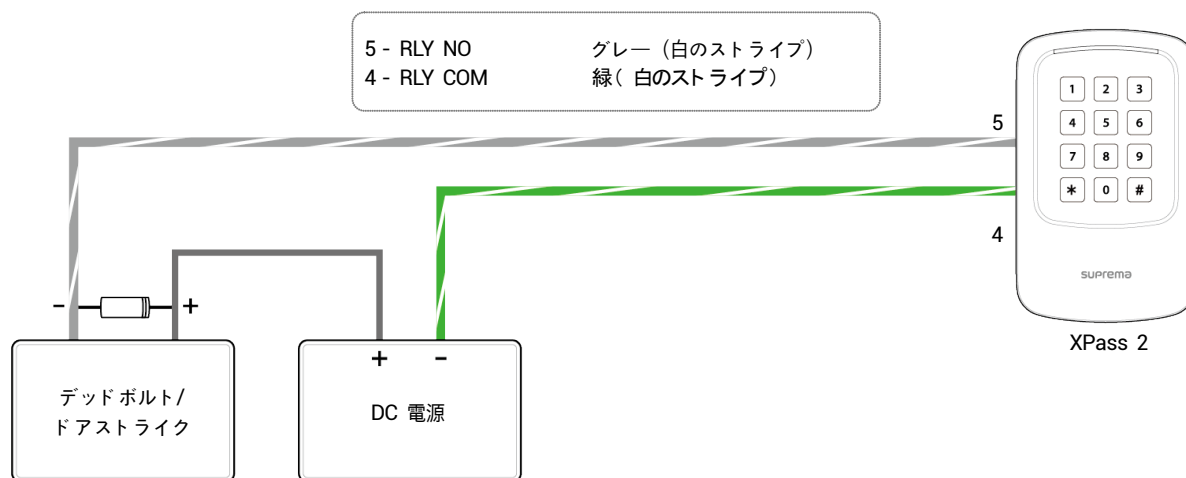 5 - RLY NO グレー (白のストライプ)
4 - RLY COM 緑( 白のストライプ)
5
1 2 3
4 5 6
7 8 9
* 0 #
4
suprema
XPass 2
- +
+ -
デッドボルト/
ドアストライク
DC 電源